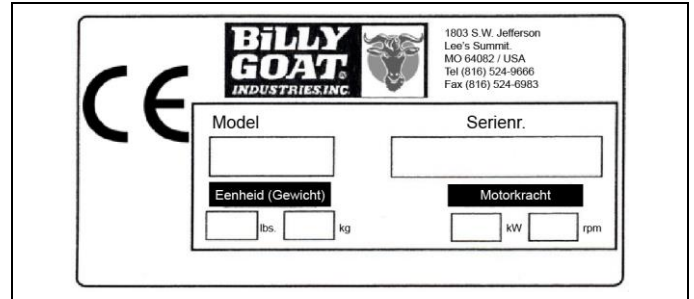 BILLY
GOAT®
INDUSTRIES,INC.
1803 S.W. Jefferson
Lee's Summit.
MO 64082 / USA
Tel (816) 524-9666
Fax (816) 524-6983
CE
Model
Serienr.
Eenheid (Gewicht)
Motorkracht
lbs. kg kW rpm